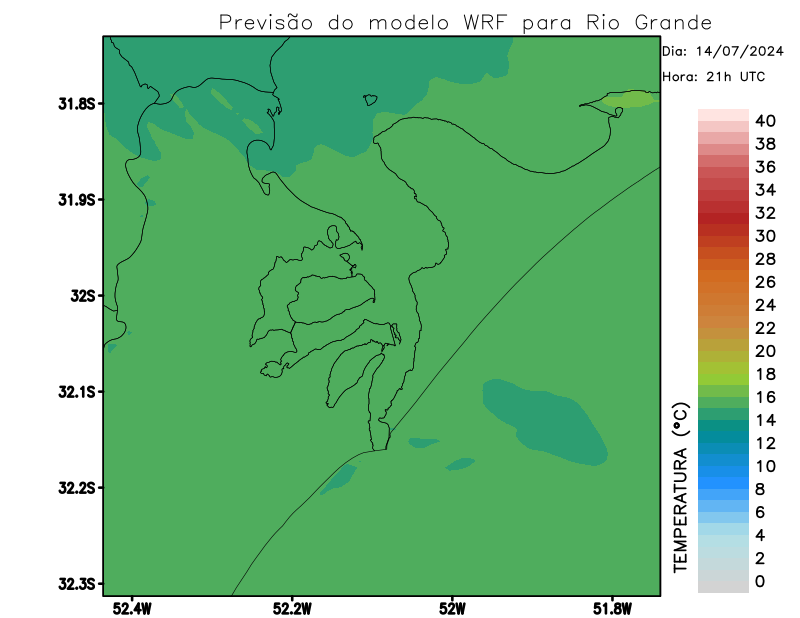 Previsão do modelo WRF para Rio Grande
Dia: 14/07/2024
Hora: 21h UTC
31.8S
31.9S
32S
32.1S
32.2S
32.3S
52.4W
52.2W
52W
51.8W
TEMPERATURA (°C)
40
38
36
34
32
30
28
26
24
22
20
18
16
14
12
10
8
6
4
2
0